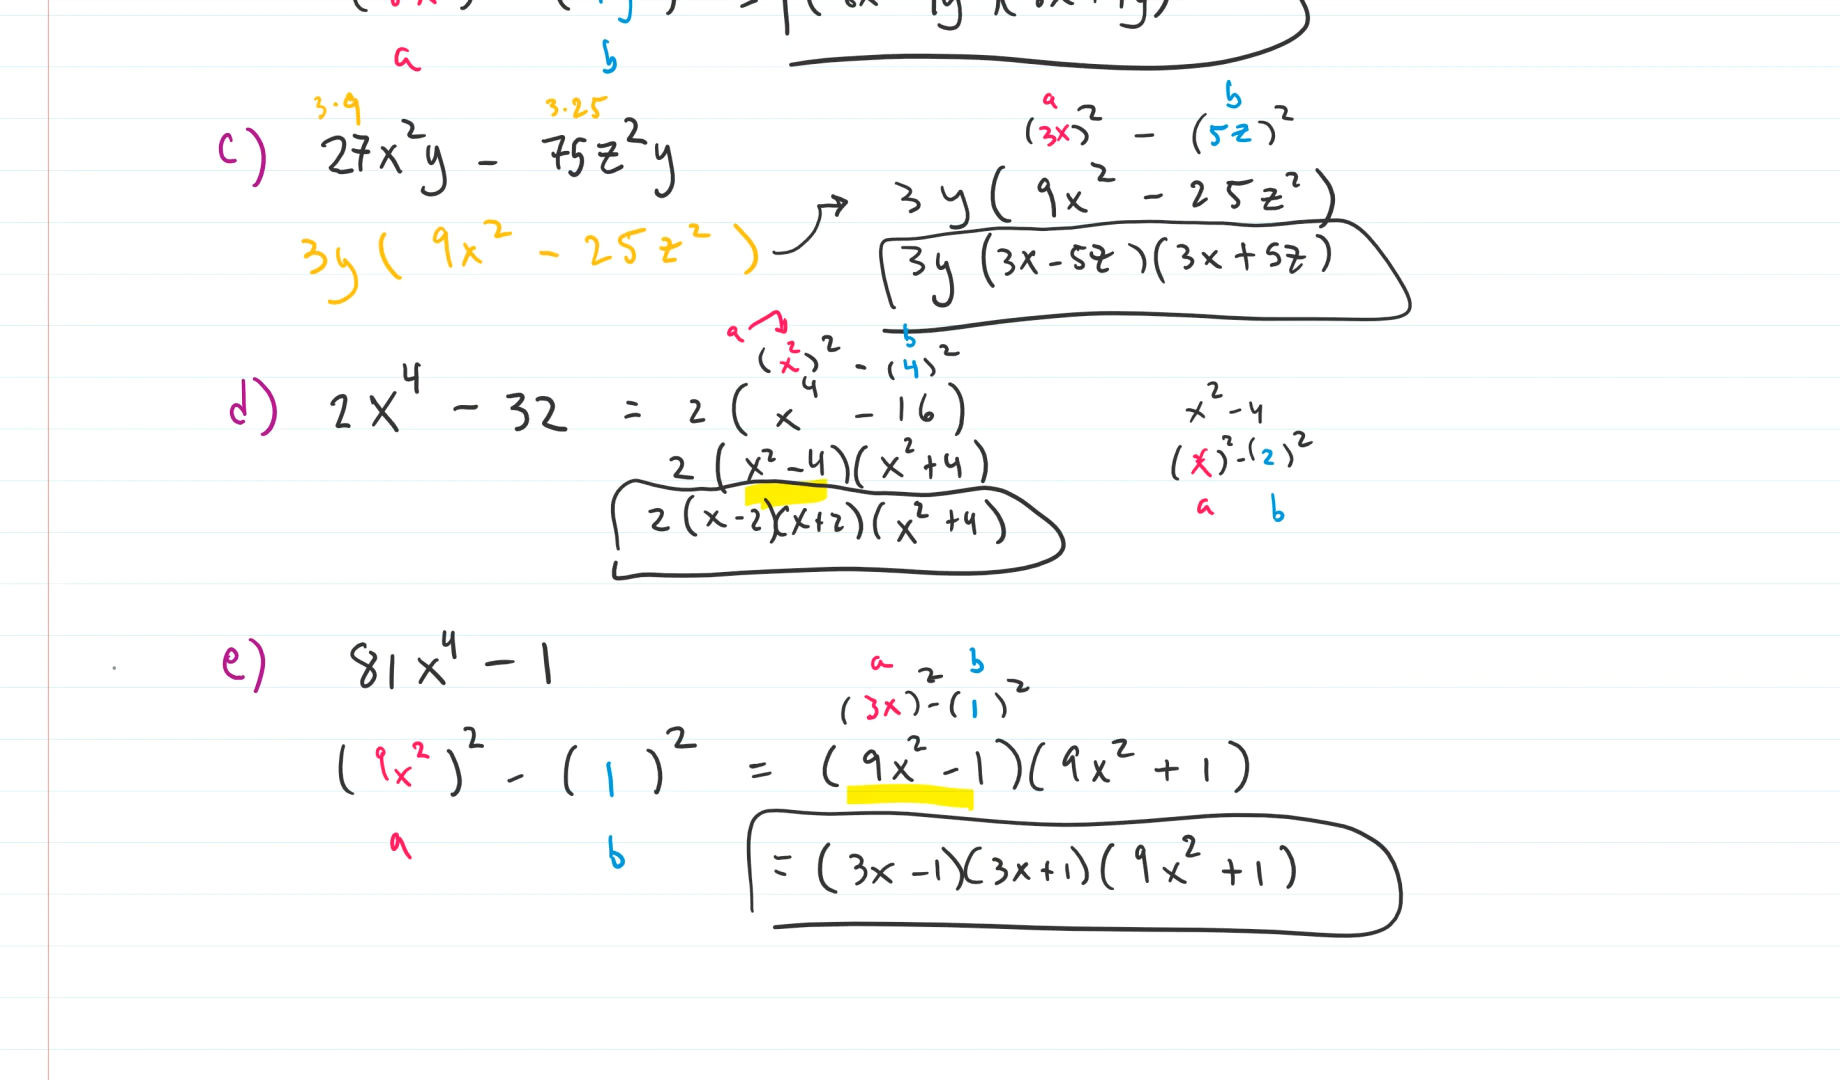 a b
3·9 3·25
c) 27x²y - 75z²y
3y ( 9x² - 25z² )
a b
(3x)² - (5z)²
3y ( 9x² - 25z² )
3y (3x-5z)(3x+5z)
a b
(x²)² - (4)²
d) 2x⁴ - 32 = 2 ( x⁴ - 16 )
2 ( x²-4)(x²+4)
2 (x-2)(x+2)(x²+4)
x²-4
(x)²-(2)²
a b
e) 81x⁴ - 1
a b
(3x)²-(1)²
(9x²)² - (1)² = (9x²-1)(9x²+1)
a b
= (3x-1)(3x+1)(9x²+1)